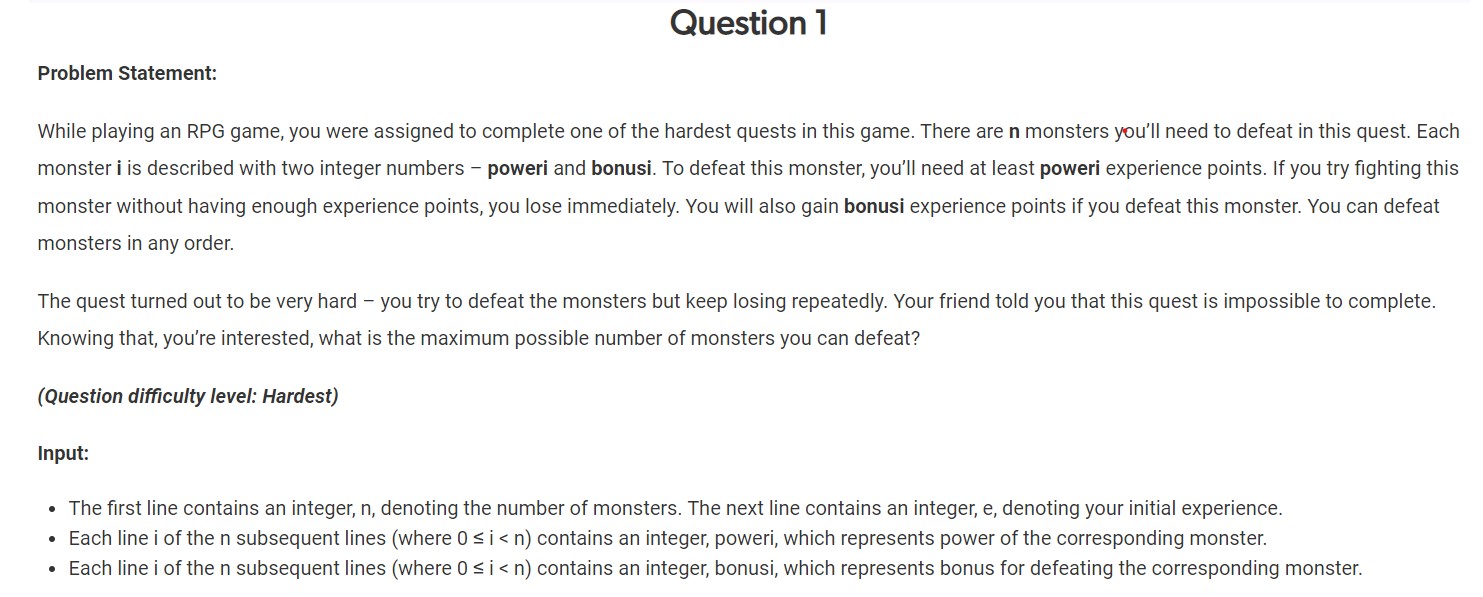 Question 1
Problem Statement:
While playing an RPG game, you were assigned to complete one of the hardest quests in this game. There are n monsters you'll need to defeat in this quest. Each
monster i is described with two integer numbers – poweri and bonusi. To defeat this monster, you'll need at least poweri experience points. If you try fighting this
monster without having enough experience points, you lose immediately. You will also gain bonusi experience points if you defeat this monster. You can defeat
monsters in any order.
The quest turned out to be very hard – you try to defeat the monsters but keep losing repeatedly. Your friend told you that this quest is impossible to complete.
Knowing that, you're interested, what is the maximum possible number of monsters you can defeat?
(Question difficulty level: Hardest)
Input:
• The first line contains an integer, n, denoting the number of monsters. The next line contains an integer, e, denoting your initial experience.
• Each line i of the n subsequent lines (where 0 ≤ i < n) contains an integer, poweri, which represents power of the corresponding monster.
• Each line i of the n subsequent lines (where 0 ≤ i < n) contains an integer, bonusi, which represents bonus for defeating the corresponding monster.